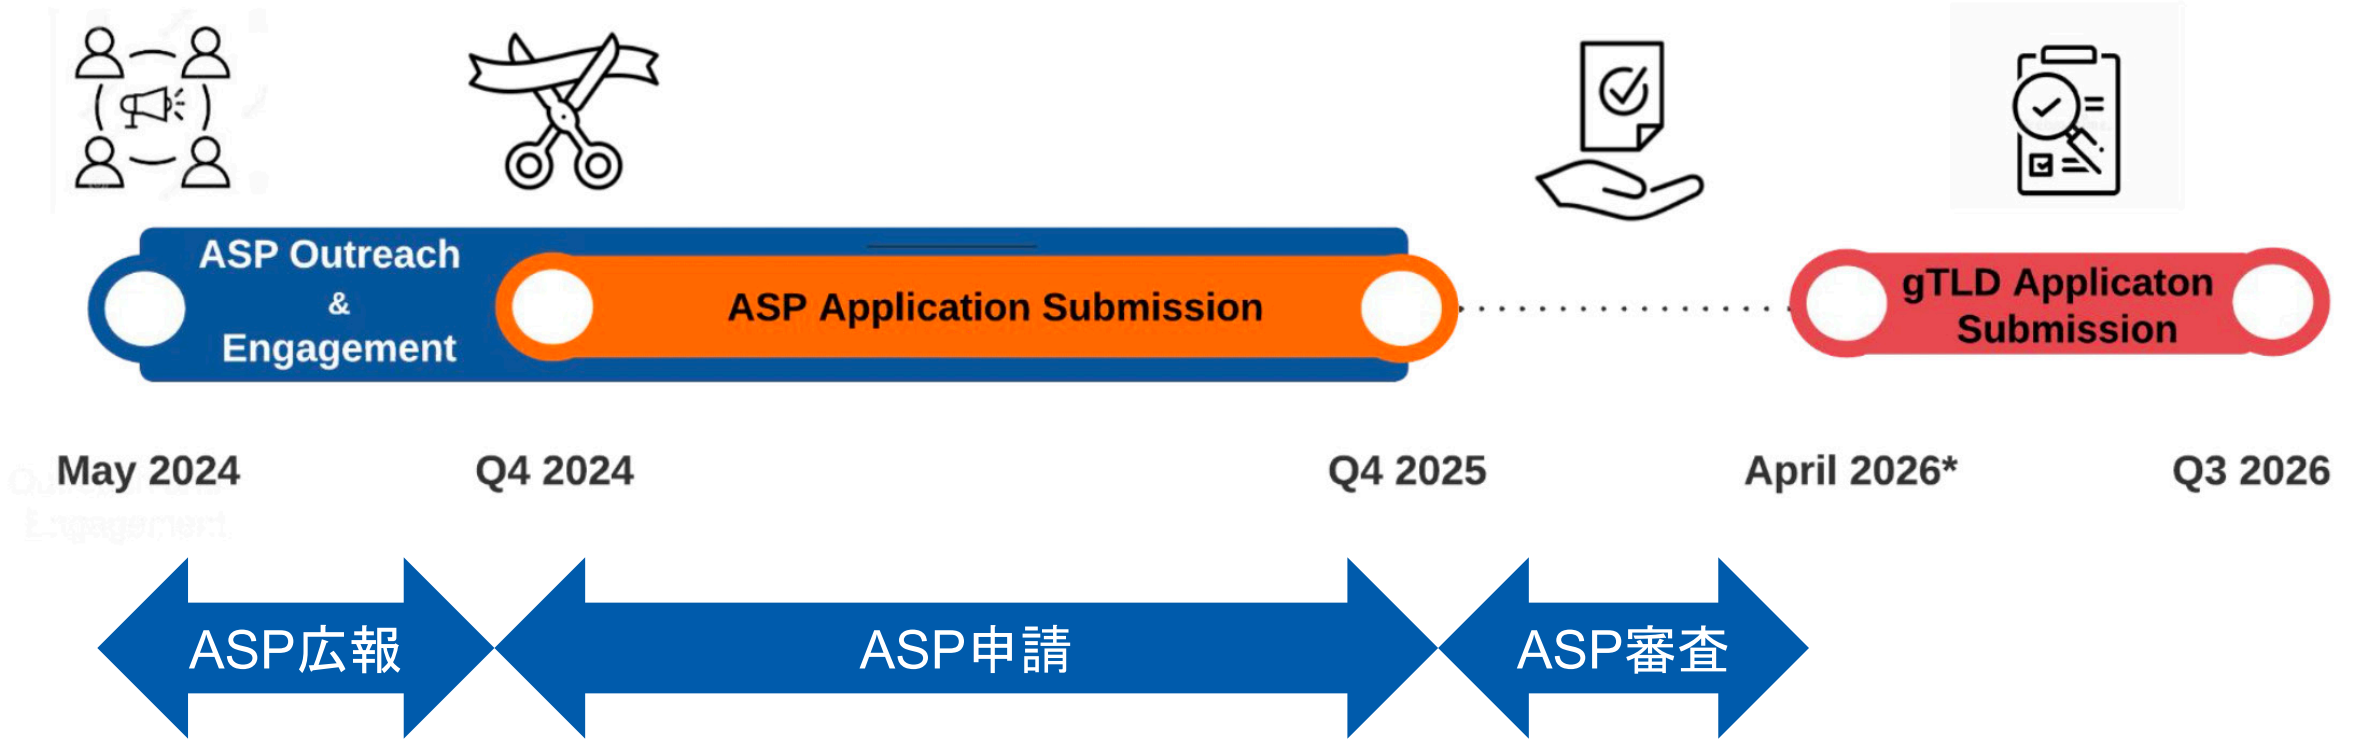 ASP Outreach
&
Engagement
ASP Application Submission
gTLD Applicaton
Submission
May 2024
Q4 2024
Q4 2025
April 2026*
Q3 2026
Engagement
ASP広報
ASP申請
ASP審査